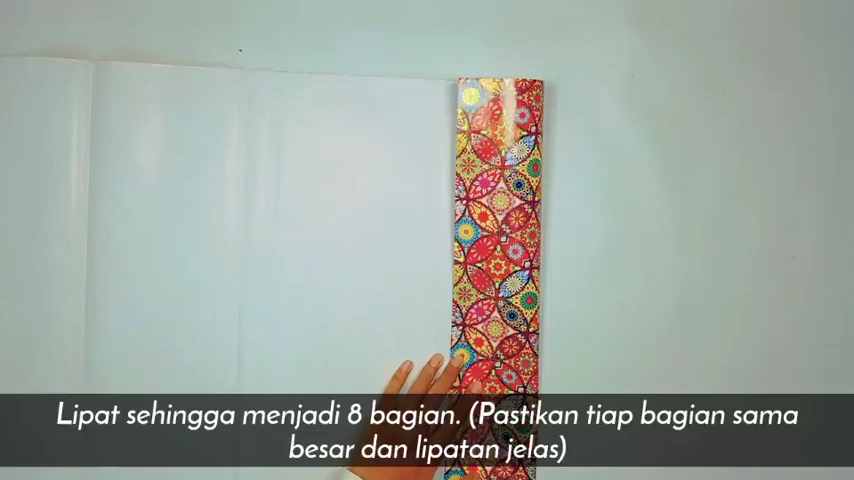 Lipat sehingga menjadi 8 bagian. (Pastikan tiap bagian sama
besar dan lipatan jelas)